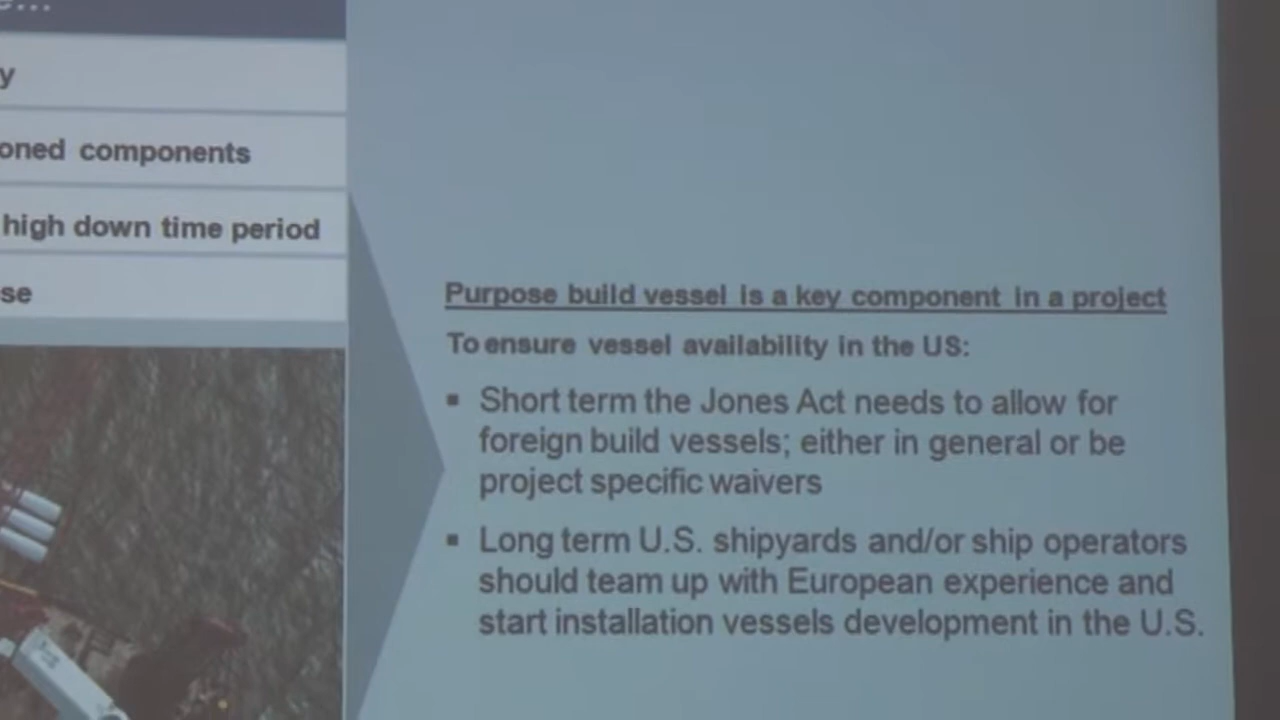 y
oned components
high down time period
se
Purpose build vessel is a key component in a project
To ensure vessel availability in the US:
▪ Short term the Jones Act needs to allow for
foreign build vessels; either in general or be
project specific waivers
▪ Long term U.S. shipyards and/or ship operators
should team up with European experience and
start installation vessels development in the U.S.